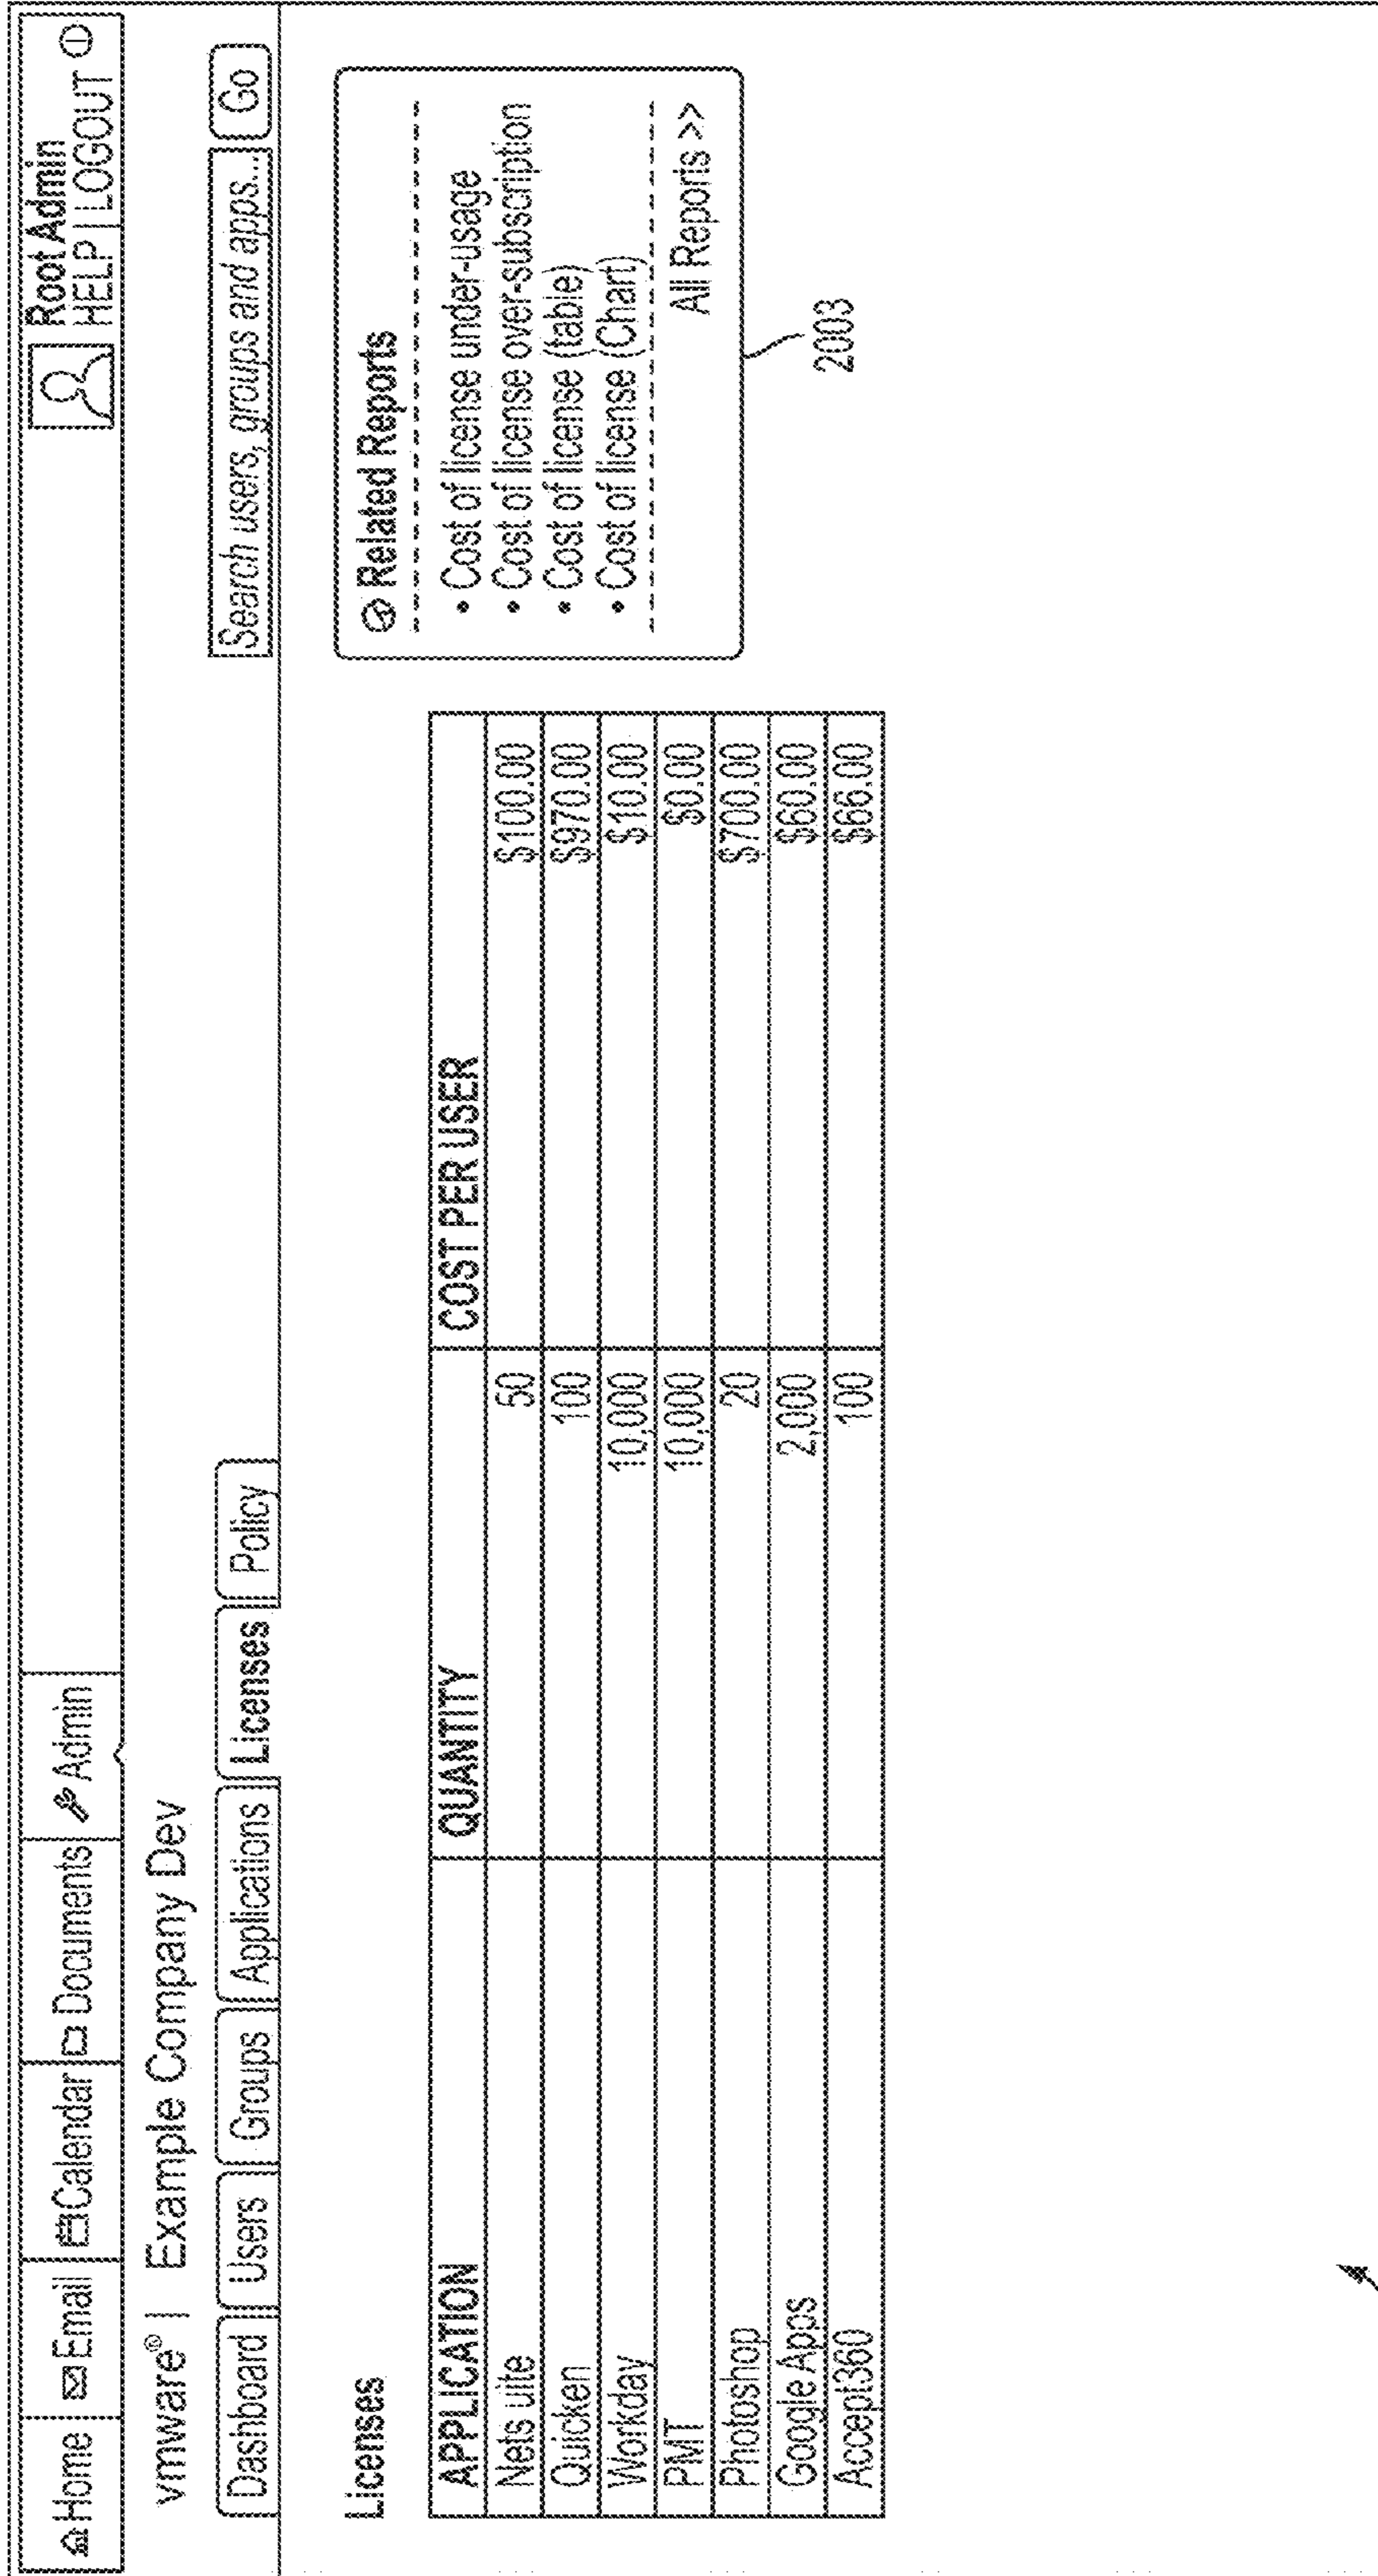 Home Email Calendar Documents Admin Root Admin
HELP | LOGOUT
vmware® | Example Company Dev
Dashboard Users Groups Applications Licenses Policy Search users, groups and apps... Go
Licenses
APPLICATION QUANTITY COST PER USER
Nets uite 50 $100.00
Quicken 100 $970.00
Workday 10,000 $10.00
PMT 10,000 $0.00
Photoshop 20 $700.00
Google Apps 2,000 $60.00
Accept360 100 $66.00
Related Reports
• Cost of license under-usage
• Cost of license over-subscription
• Cost of license (table)
• Cost of license (Chart)
All Reports >>
2003